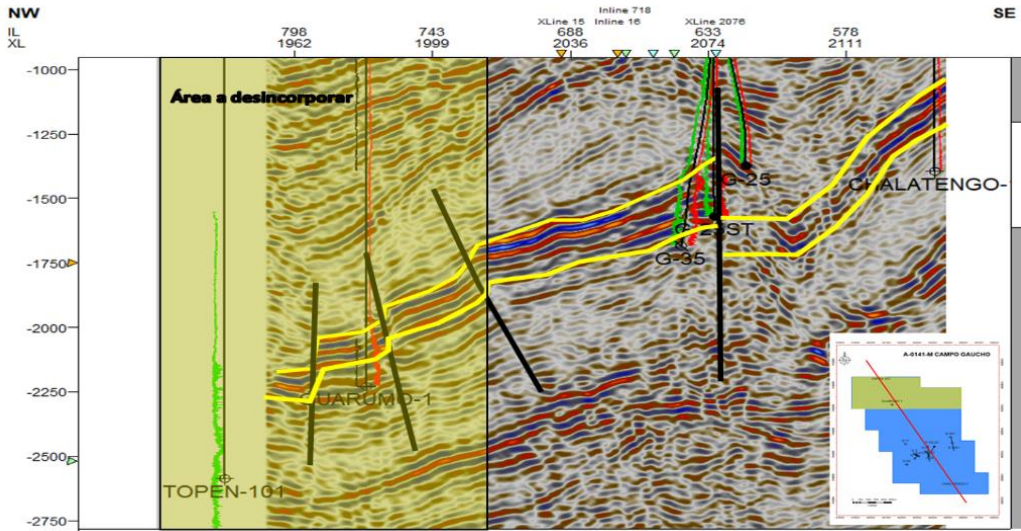 NW
SE
Inline 718
XLine 15 Inline 16 XLine 2076
IL 798 743 688 633 578
XL 1962 1999 2036 2074 2111
-1000
Área a desincorporar
-1250
G-25
CHALATENGO-
-1500
G-35
-1750
-2000
-2250
GUARUMO-1
-2500
TOPEN-101
-2750
A-0141-M CAMPO GAUCHO